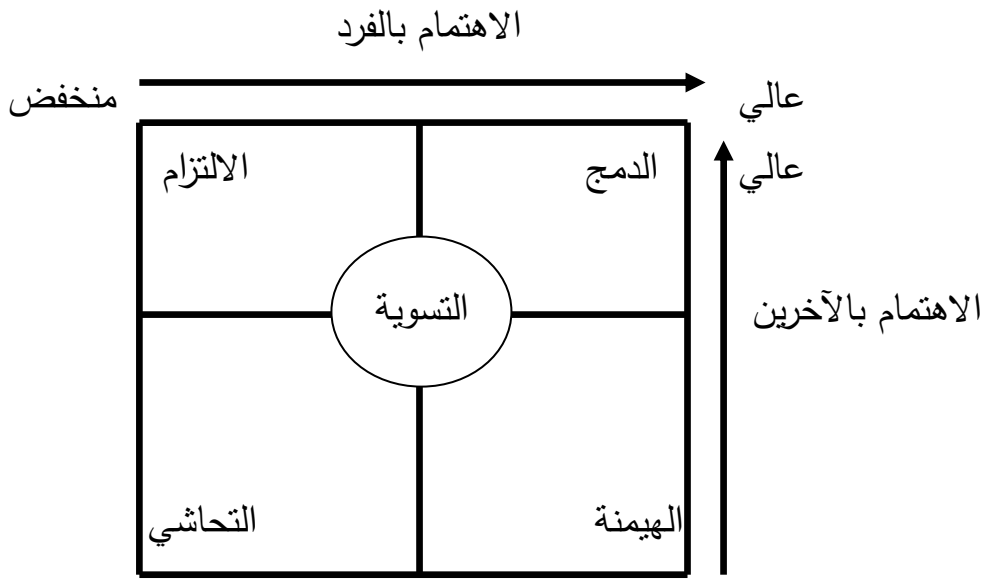 الاهتمام بالفرد
عالي
منخفض
عالي
الدمج
الالتزام
الاهتمام بالآخرين
التسوية
الهيمنة
التحاشي